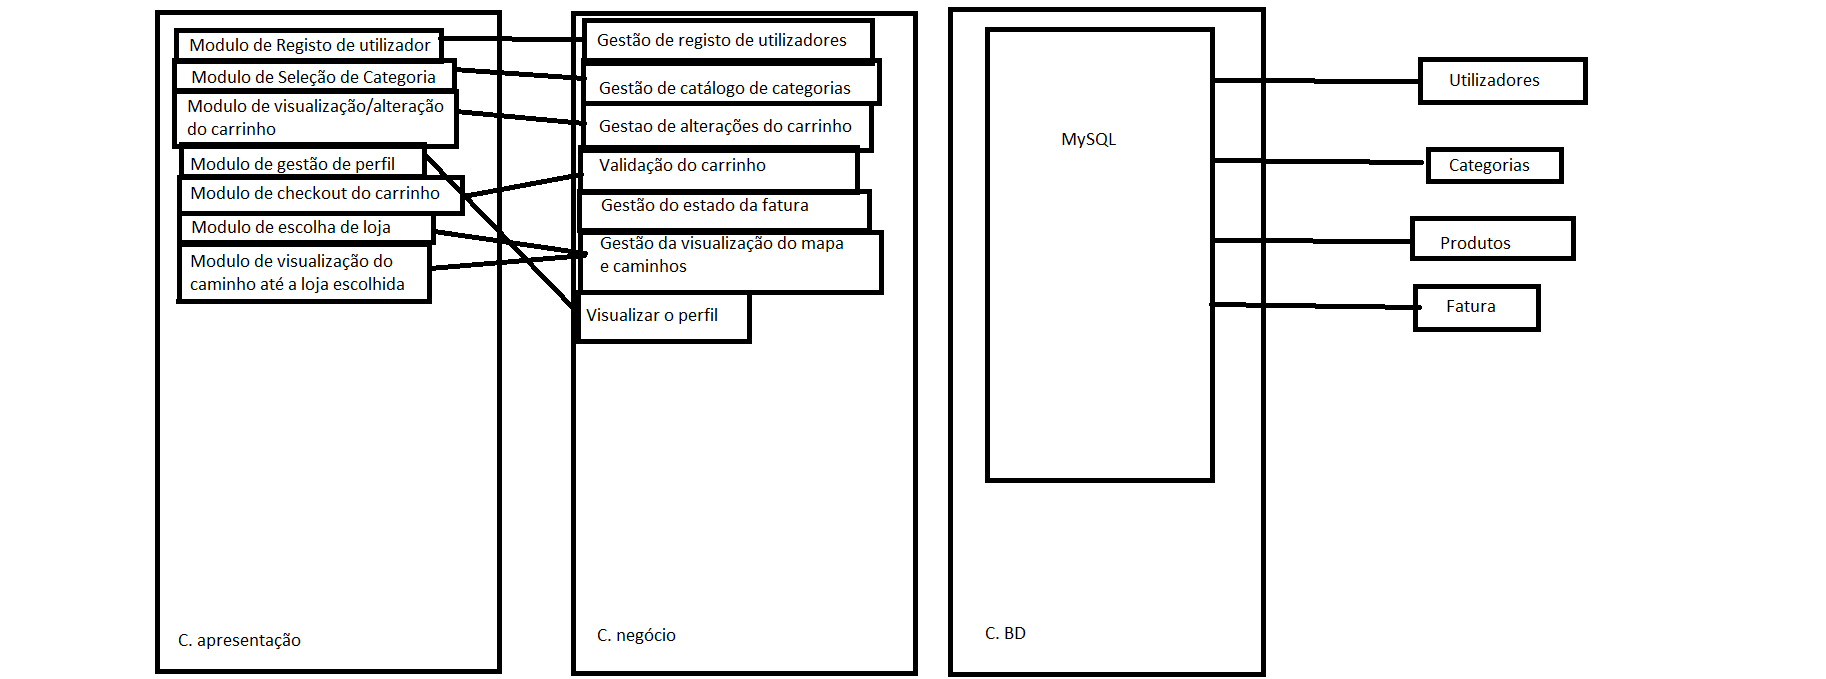 Modulo de Registo de utilizador
Modulo de Seleção de Categoria
Modulo de visualização/alteração
do carrinho
Modulo de gestão de perfil
Modulo de checkout do carrinho
Modulo de escolha de loja
Modulo de visualização do
caminho até a loja escolhida
C. apresentação
Gestão de registo de utilizadores
Gestão de catálogo de categorias
Gestao de alterações do carrinho
Validação do carrinho
Gestão do estado da fatura
Gestão da visualização do mapa
e caminhos
Visualizar o perfil
C. negócio
MySQL
C. BD
Utilizadores
Categorias
Produtos
Fatura